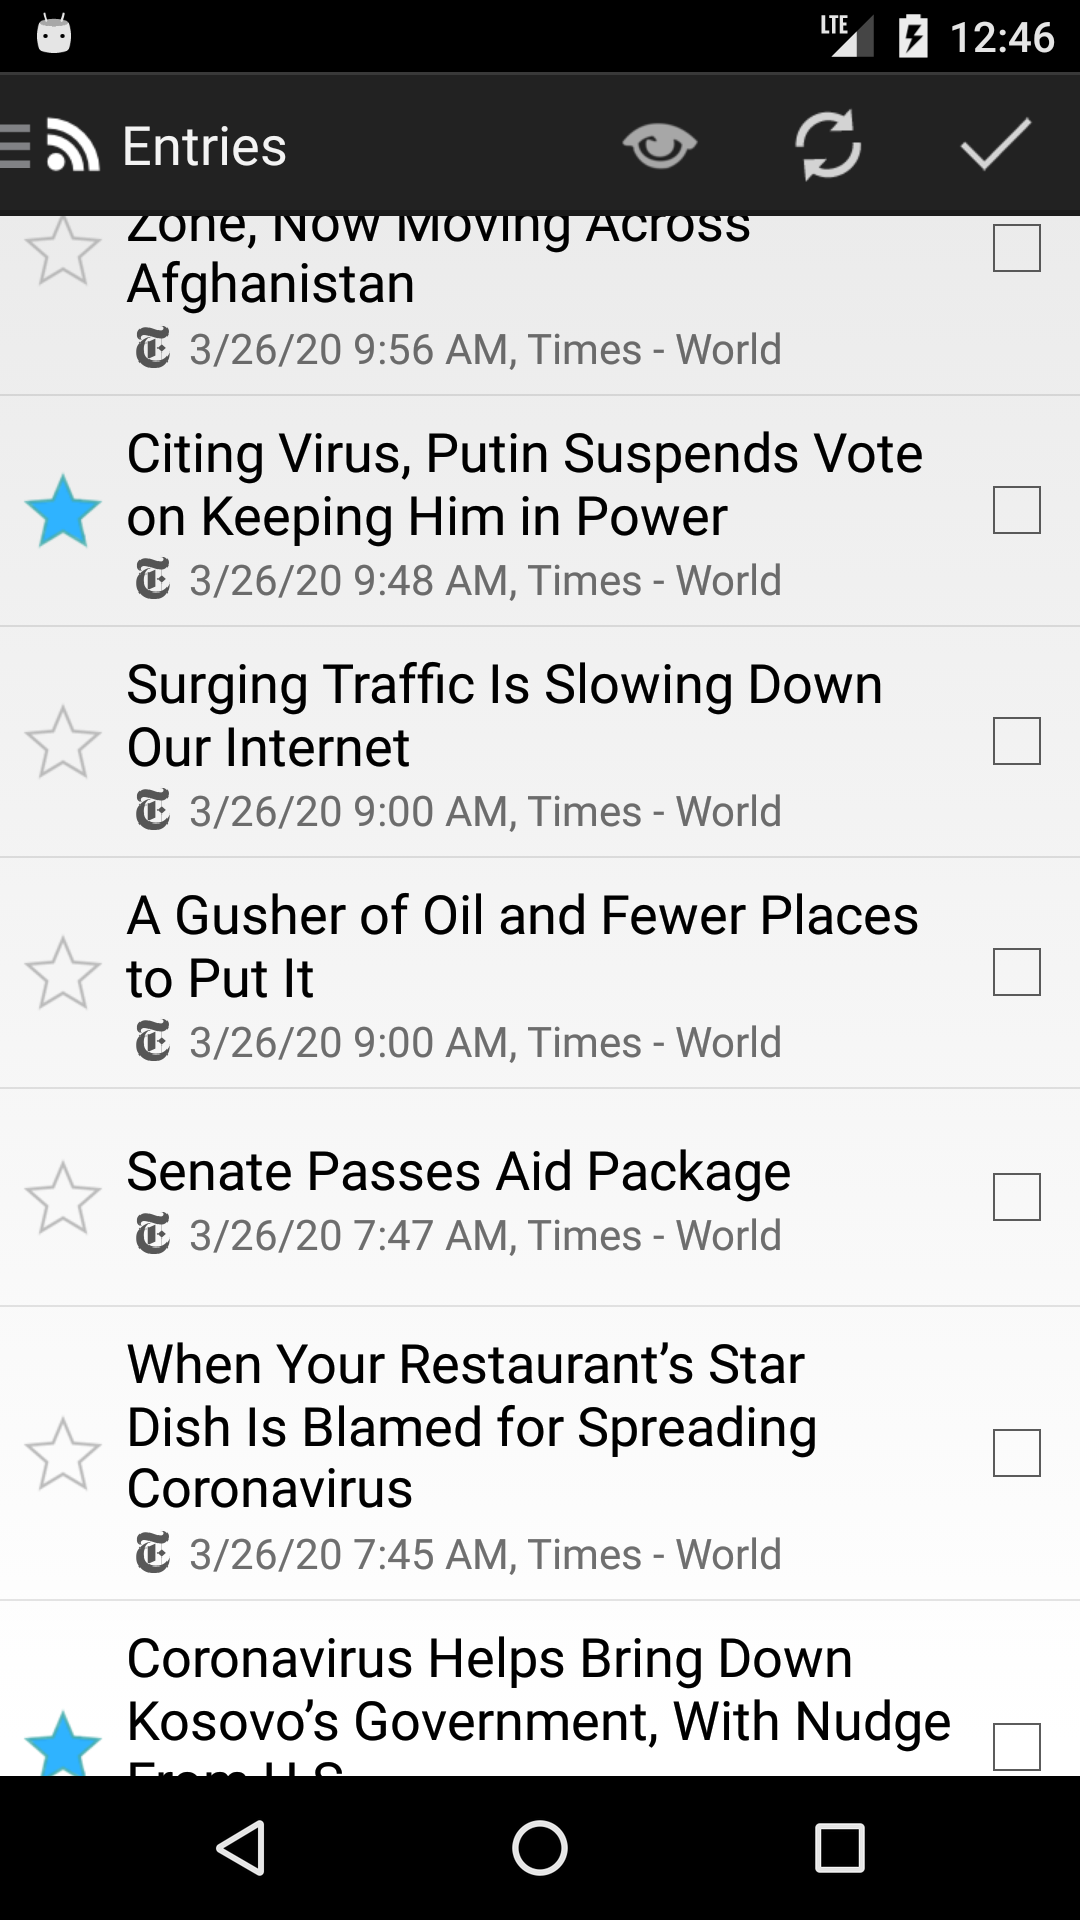 LTE 12:46
Entries
Zone, Now Moving Across
Afghanistan
3/26/20 9:56 AM, Times - World
Citing Virus, Putin Suspends Vote
on Keeping Him in Power
3/26/20 9:48 AM, Times - World
Surging Traffic Is Slowing Down
Our Internet
3/26/20 9:00 AM, Times - World
A Gusher of Oil and Fewer Places
to Put It
3/26/20 9:00 AM, Times - World
Senate Passes Aid Package
3/26/20 7:47 AM, Times - World
When Your Restaurant’s Star
Dish Is Blamed for Spreading
Coronavirus
3/26/20 7:45 AM, Times - World
Coronavirus Helps Bring Down
Kosovo’s Government, With Nudge
From U.S.